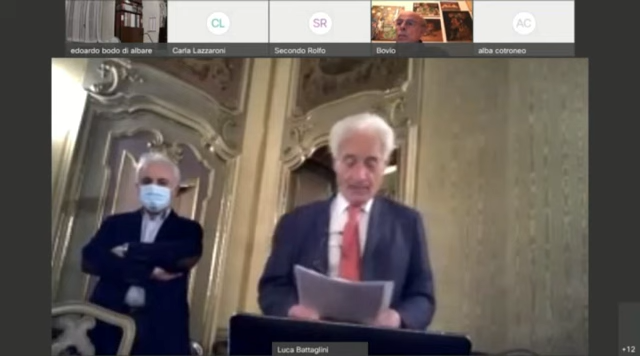 CL
SR
AC
edoardo bodo di albare
Carla Lazzaroni
Secondo Rolfo
Bovio
alba cotroneo
Luca Battaglini
+12